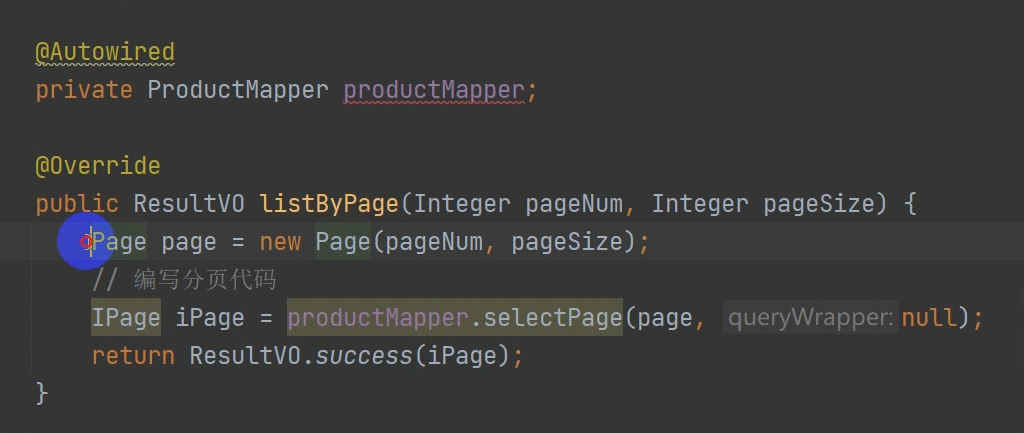 @Autowired
private ProductMapper productMapper;
@Override
public ResultVO listByPage(Integer pageNum, Integer pageSize) {
Page page = new Page(pageNum, pageSize);
// 编写分页代码
IPage iPage = productMapper.selectPage(page, queryWrapper: null);
return ResultVO.success(iPage);
}